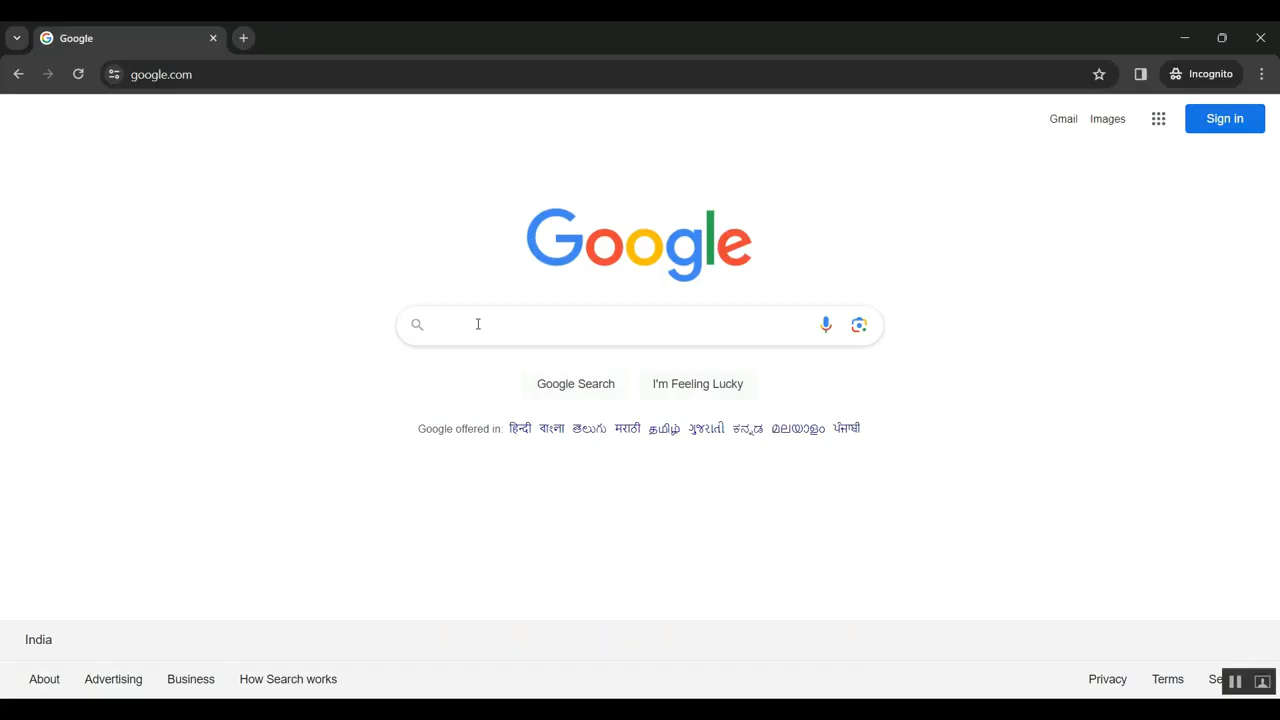 Google
google.com
Incognito
Gmail Images Sign in
Google
Google Search I'm Feeling Lucky
Google offered in: हिन्दी বাংলা తెలుగు मराठी தமிழ் ગુજરાતી ಕನ್ನಡ മലയാളം ਪੰਜਾਬੀ
India
About Advertising Business How Search works Privacy Terms Se